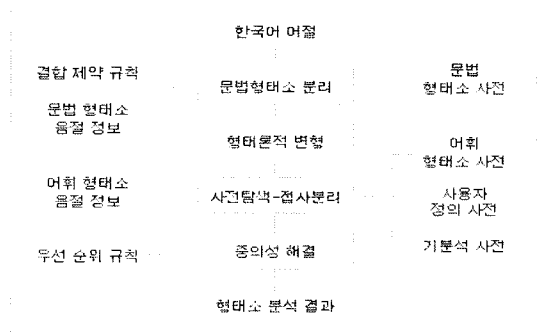 한국어 어절
결합 제약 규칙
문법형태소 분리
문법
형태소 사전
문법 형태소
음절 정보
형태론적 변형
어휘
형태소 사전
어휘 형태소
음절 정보
사전탐색-접사분리
사용자
정의 사전
우선 순위 규칙
중의성 해결
기분석 사전
형태소 분석 결과